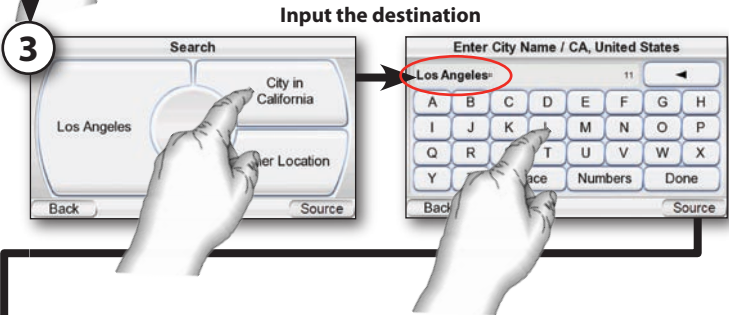 Input the destination
3
Search
City in
California
Los Angeles
er Location
Back
Source
Enter City Name / CA, United States
Los Angeles
11
A B C D E F G H
I J K L M N O P
Q R T U V W X
Y ace Numbers Done
Back
Source